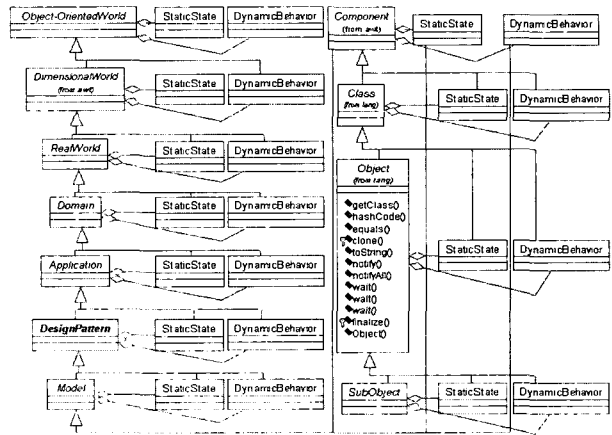 Object-OrientedWorld
StaticState
DynamicBehavior
DimensionalWorld
(from awt)
StaticState
DynamicBehavior
RealWorld
StaticState
DynamicBehavior
Domain
StaticState
DynamicBehavior
Application
StaticState
DynamicBehavior
DesignPattern
StaticState
DynamicBehavior
Model
StaticState
DynamicBehavior
Component
(from awt)
StaticState
DynamicBehavior
Class
(from lang)
StaticState
DynamicBehavior
Object
(from lang)
getClass()
hashCode()
equals()
clone()
toString()
notify()
notifyAll()
wait()
wait()
wait()
finalize()
Object()
StaticState
DynamicBehavior
SubObject
StaticState
DynamicBehavior